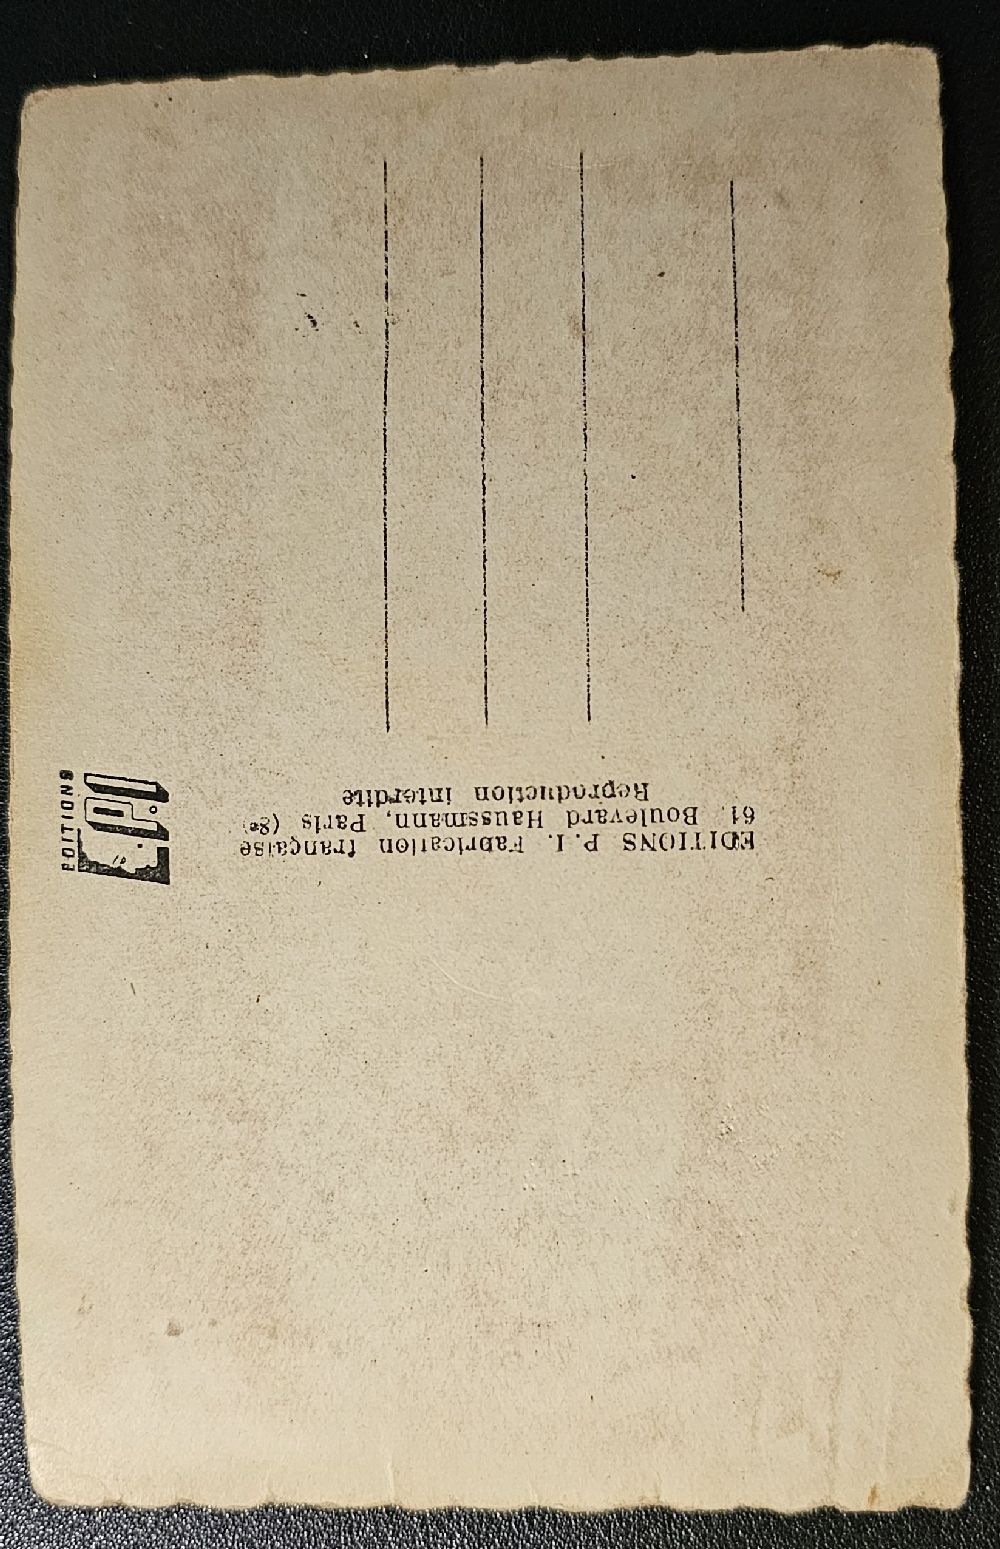 EDITIONS
P.I
EDITIONS P. I. Fabrication française
61. Boulevard Haussmann, Paris (8e)
Reproduction interdite